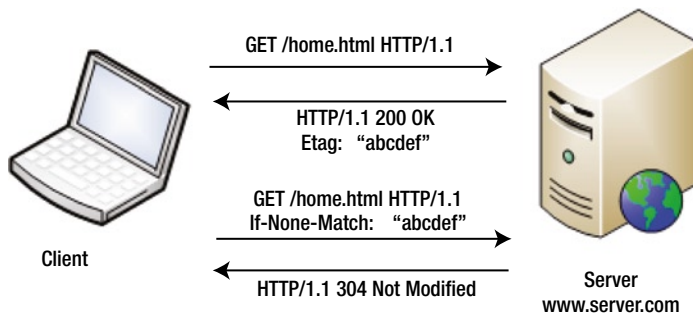 GET /home.html HTTP/1.1
HTTP/1.1 200 OK
Etag: “abcdef”
GET /home.html HTTP/1.1
If-None-Match: “abcdef”
HTTP/1.1 304 Not Modified
Client
Server
www.server.com